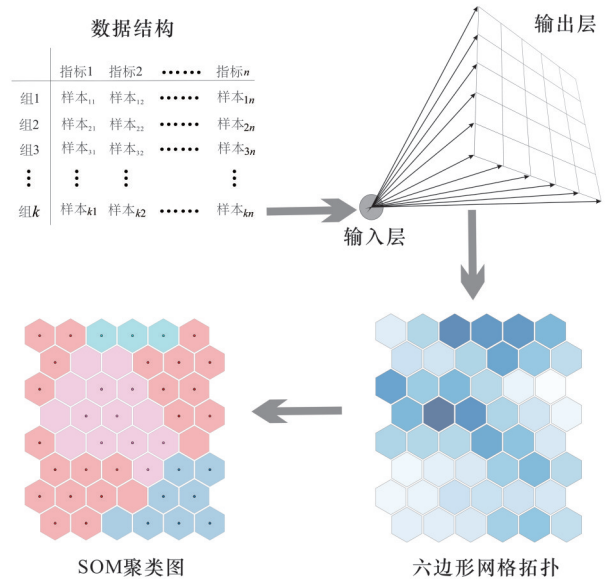 数据结构
输出层
指标1 指标2 •••••• 指标n
组1 样本11 样本12 •••••• 样本1n
组2 样本21 样本22 •••••• 样本2n
组3 样本31 样本32 •••••• 样本3n
组k 样本k1 样本k2 •••••• 样本kn
输入层
SOM聚类图
六边形网格拓扑